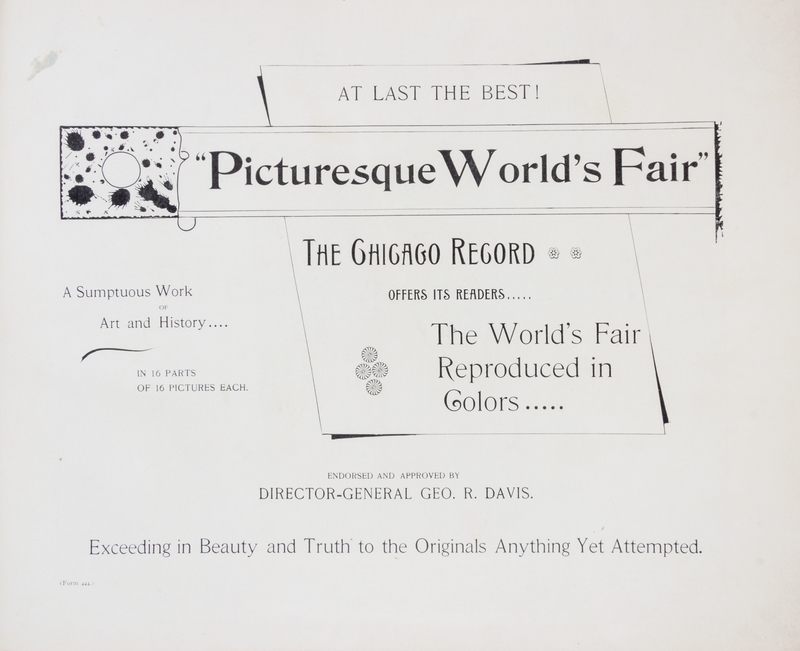 AT LAST THE BEST!
"Picturesque World's Fair"
THE CHICAGO RECORD
OFFERS ITS READERS.....
A Sumptuous Work
OF
Art and History....
IN 16 PARTS
OF 16 PICTURES EACH.
The World's Fair
Reproduced in
Colors.....
ENDORSED AND APPROVED BY
DIRECTOR-GENERAL GEO. R. DAVIS.
Exceeding in Beauty and Truth to the Originals Anything Yet Attempted.
(Form 444)